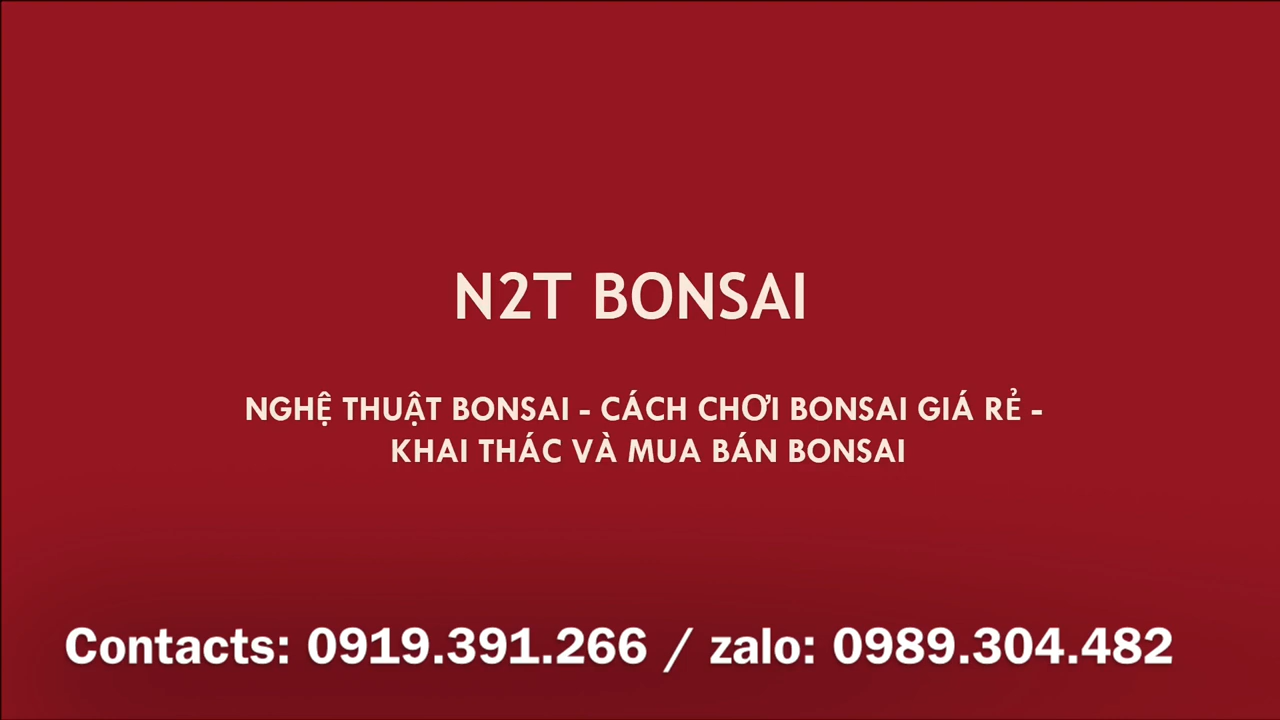 N2T BONSAI
NGHỆ THUẬT BONSAI - CÁCH CHƠI BONSAI GIÁ RẺ -
KHAI THÁC VÀ MUA BÁN BONSAI
Contacts: 0919.391.266 / zalo: 0989.304.482